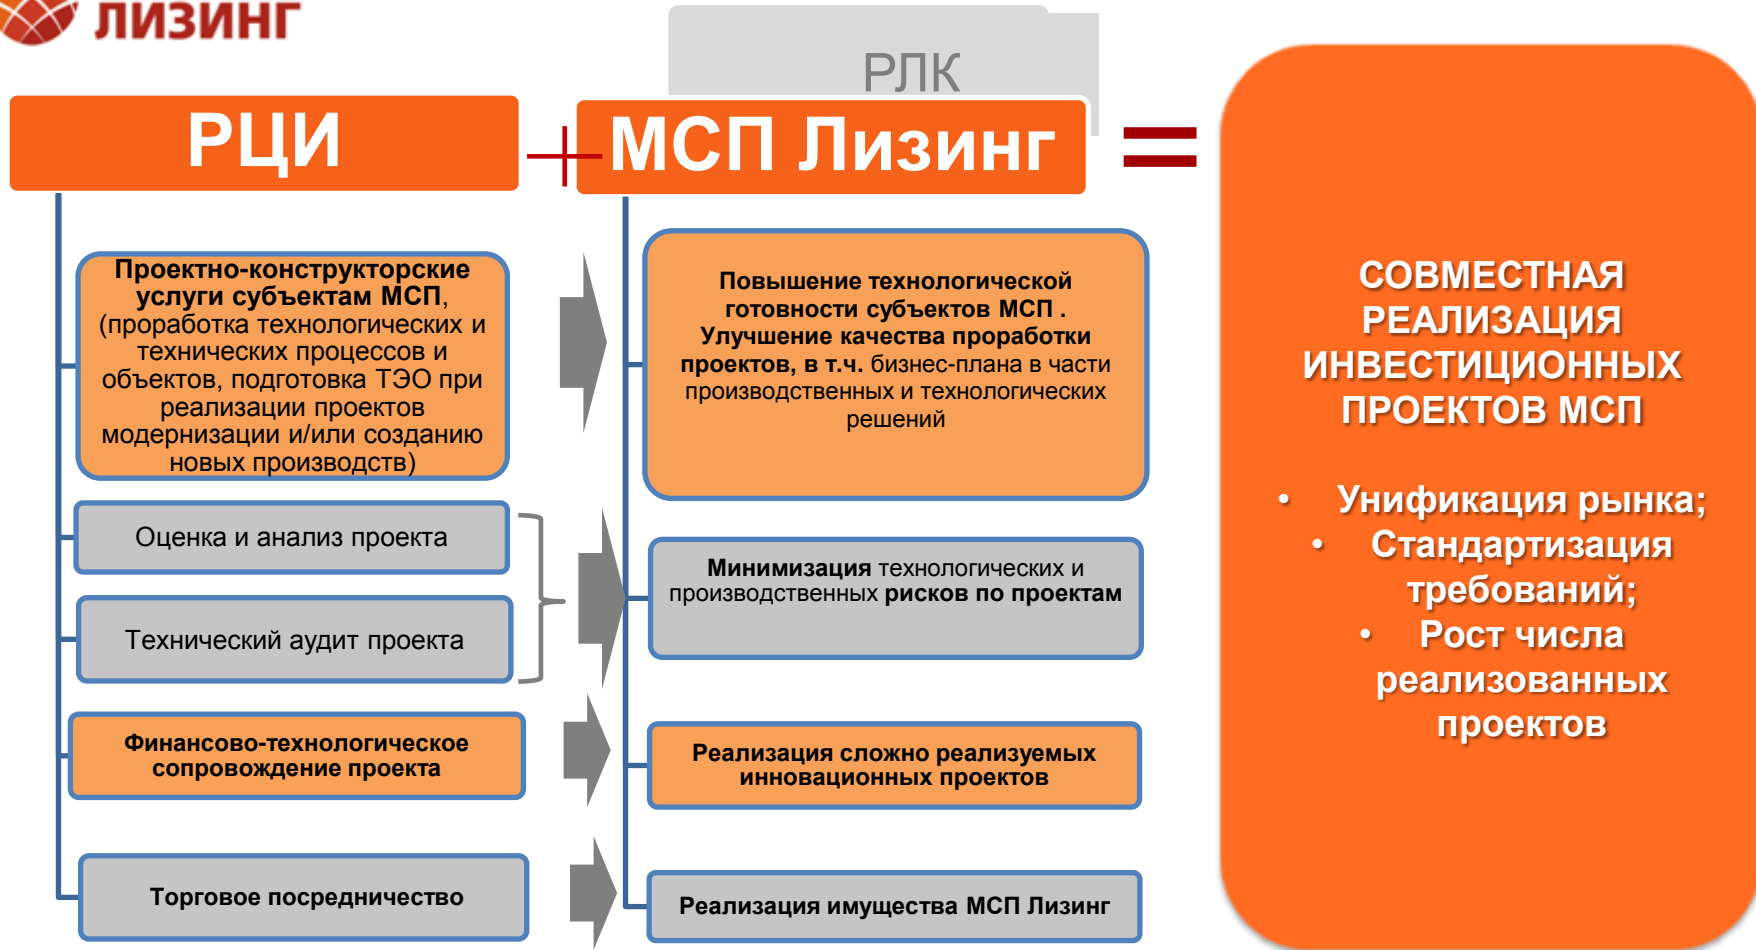 ЛИЗИНГ
РЛК
РЦИ
+
МСП Лизинг
=
Проектно-конструкторские
услуги субъектам МСП,
(проработка технологических и
технических процессов и
объектов, подготовка ТЭО при
реализации проектов
модернизации и/или созданию
новых производств)
Оценка и анализ проекта
Технический аудит проекта
Финансово-технологическое
сопровождение проекта
Торговое посредничество
Повышение технологической
готовности субъектов МСП .
Улучшение качества проработки
проектов, в т.ч. бизнес-плана в части
производственных и технологических
решений
Минимизация технологических и
производственных рисков по проектам
Реализация сложно реализуемых
инновационных проектов
Реализация имущества МСП Лизинг
СОВМЕСТНАЯ
РЕАЛИЗАЦИЯ
ИНВЕСТИЦИОННЫХ
ПРОЕКТОВ МСП
• Унификация рынка;
• Стандартизация
требований;
• Рост числа
реализованных
проектов